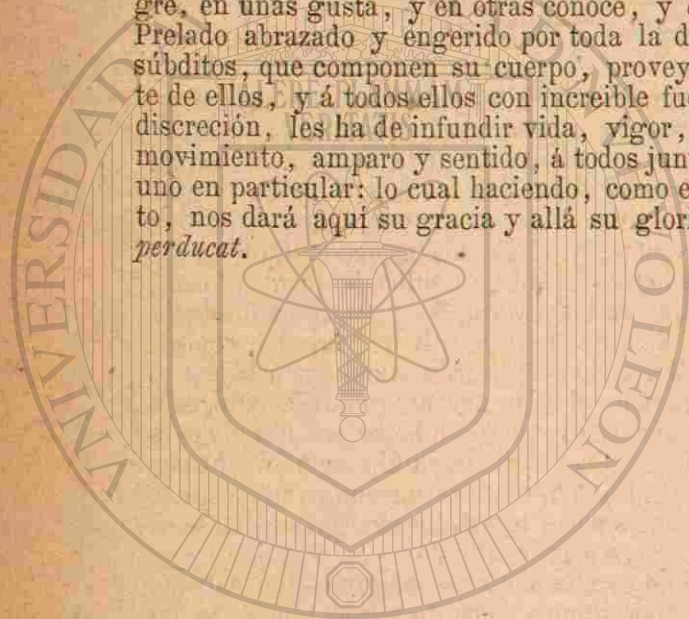 gre, en unas gusta, y en otras conoce, y
Prelado abrazado y engerido por toda la d
súbditos, que componen su cuerpo, provey
te de ellos, y á todos ellos con increible fu
discreción, les ha de infundir vida, vigor,
movimiento, amparo y sentido, á todos jun
uno en particular: lo cual haciendo, como e
to, nos dará aquí su gracia y allá su glor
perducat.